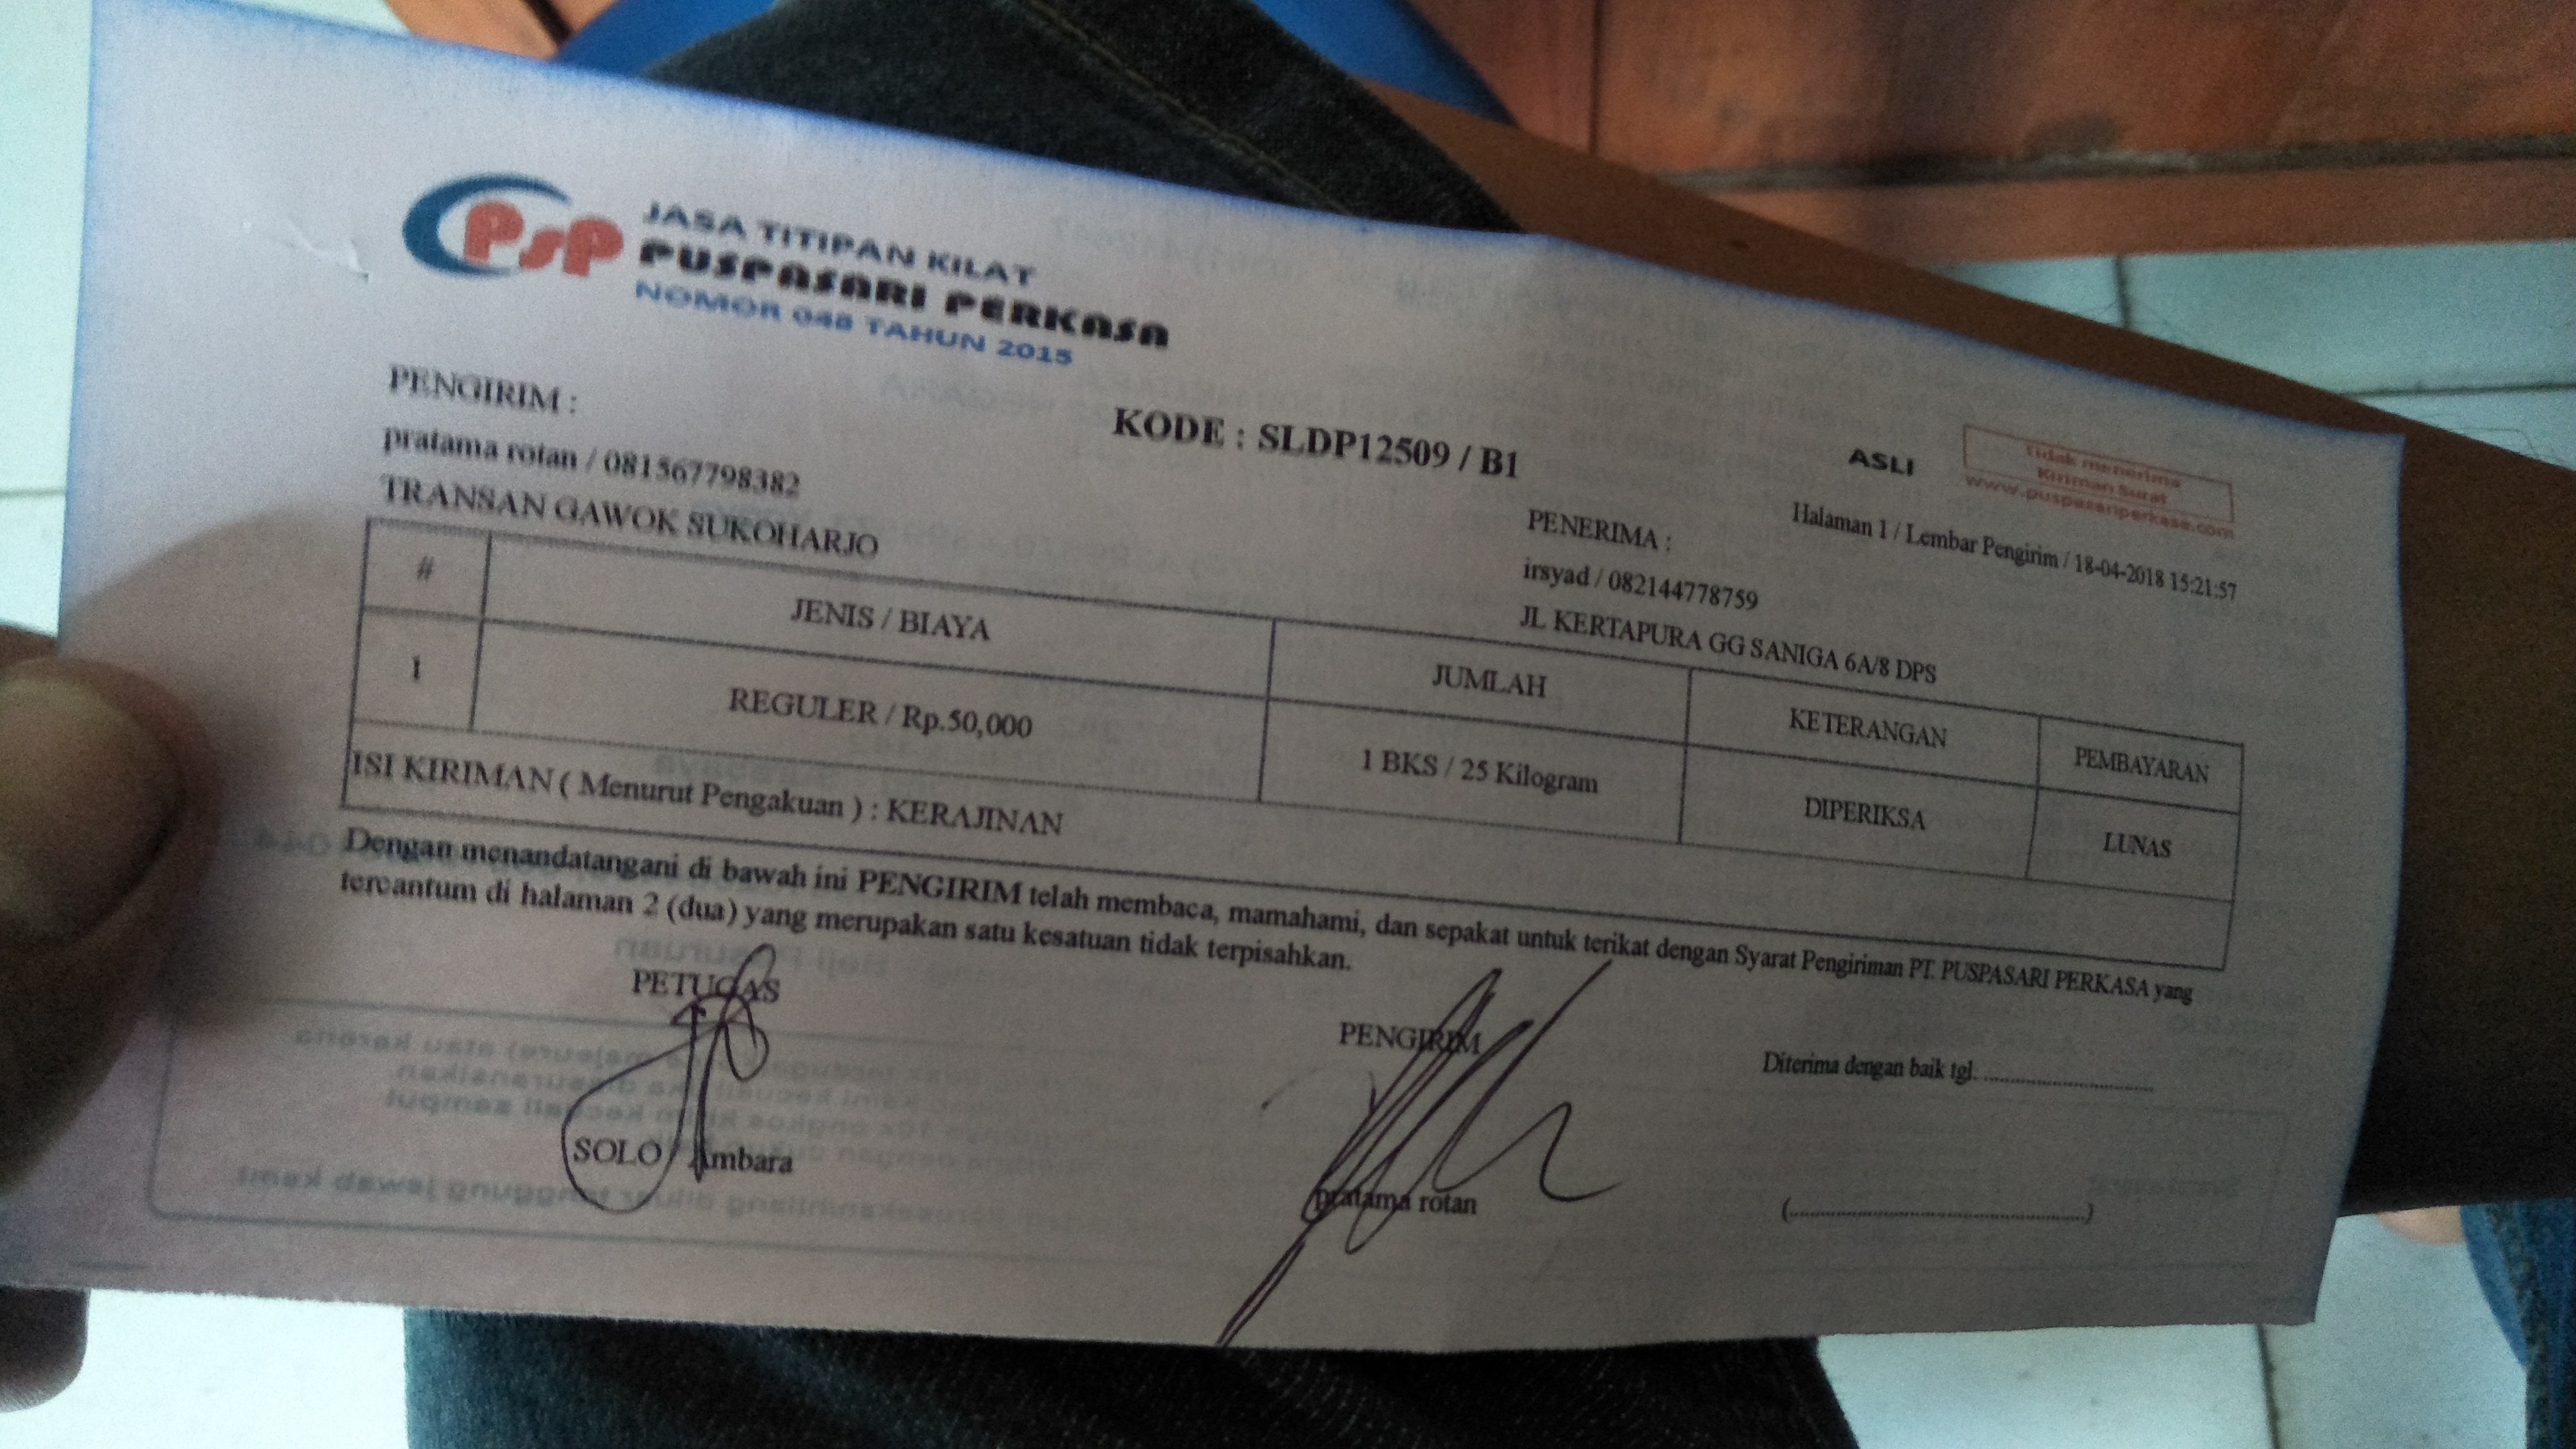 PSP
JASA TITIPAN KILAT
PUSPASARI PERKASA
NOMOR 048 TAHUN 2015
ASLI
Tidak menerima
Kiriman Surat
www.puspasariperkasa.com
KODE : SLDP12509 / B1
Halaman 1 / Lembar Pengirim / 18-04-2018 15:21:57
PENGIRIM :
pratama rotan / 081567798382
TRANSAN GAWOK SUKOHARJO
PENERIMA :
irsyad / 082144778759
JL KERTAPURA GG SANIGA 6A/8 DPS
# JENIS / BIAYA JUMLAH KETERANGAN PEMBAYARAN
1 REGULER / Rp.50,000 1 BKS / 25 Kilogram DIPERIKSA LUNAS
ISI KIRIMAN ( Menurut Pengakuan ) : KERAJINAN
Dengan menandatangani di bawah ini PENGIRIM telah membaca, mamahami, dan sepakat untuk terikat dengan Syarat Pengiriman PT. PUSPASARI PERKASA yang
tercantum di halaman 2 (dua) yang merupakan satu kesatuan tidak terpisahkan.
PETUGAS
PENGIRIM
Diterima dengan baik tgl. ....................................
SOLO / Ambara
pratama rotan
(................................................................)